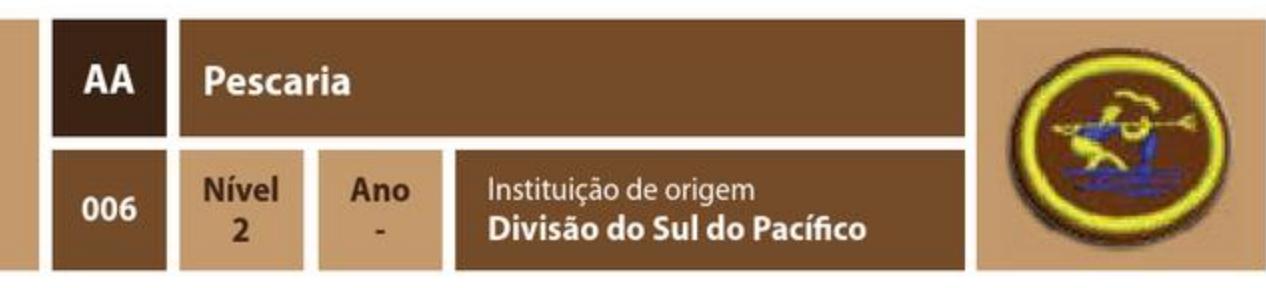 AA
Pescaria
006
Nível
2
Ano
-
Instituição de origem
Divisão do Sul do Pacífico